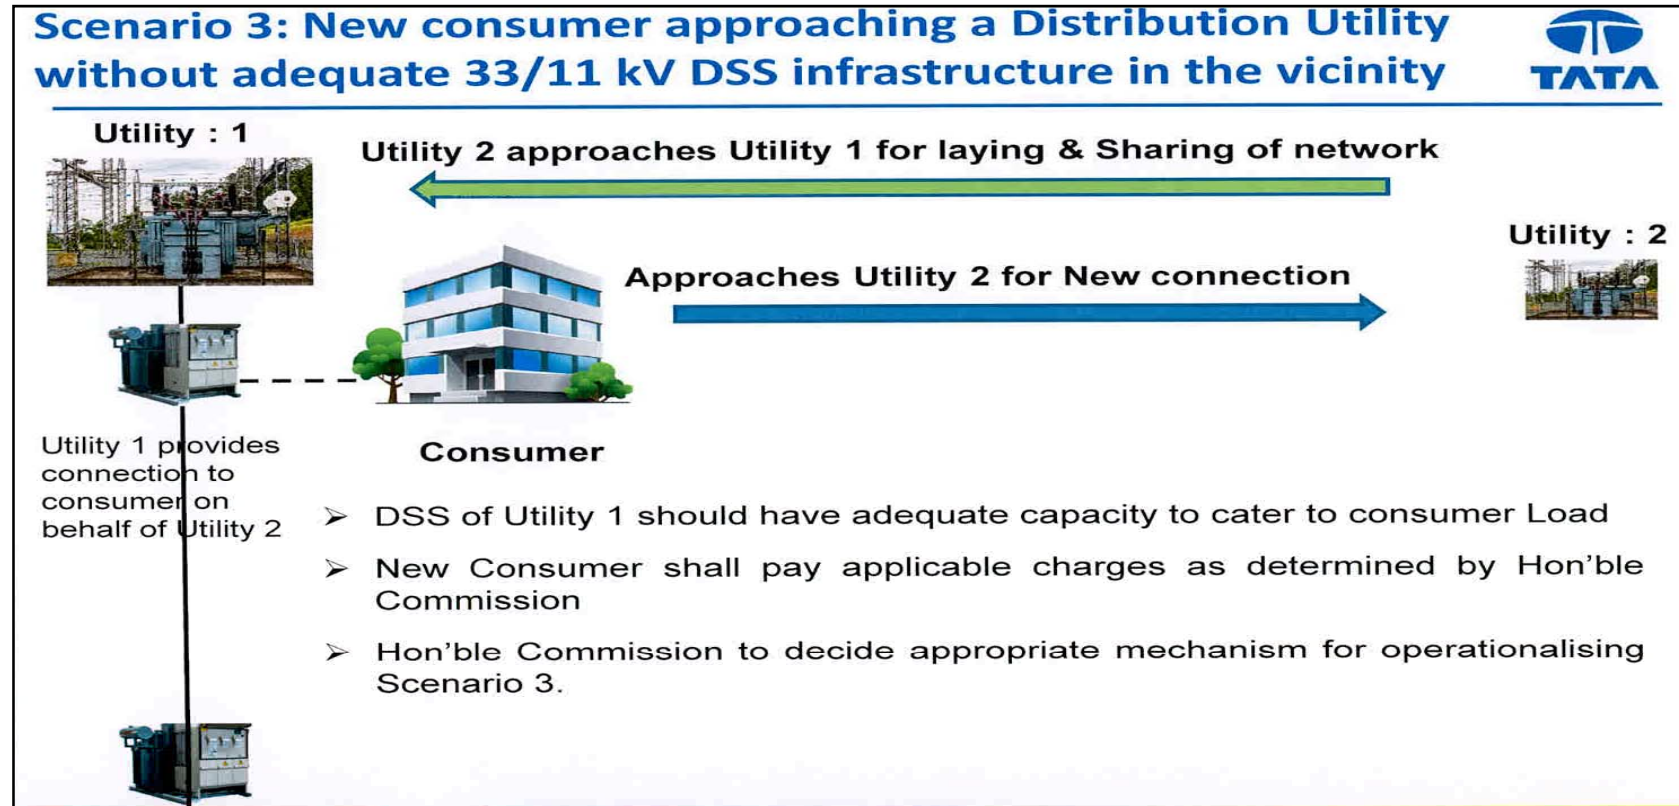 Scenario 3: New consumer approaching a Distribution Utility
without adequate 33/11 kV DSS infrastructure in the vicinity
TATA
Utility : 1
Utility 2 approaches Utility 1 for laying & Sharing of network
Utility : 2
Approaches Utility 2 for New connection
Utility 1 provides
connection to
consumer on
behalf of Utility 2
Consumer
➢ DSS of Utility 1 should have adequate capacity to cater to consumer Load
➢ New Consumer shall pay applicable charges as determined by Hon'ble
Commission
➢ Hon'ble Commission to decide appropriate mechanism for operationalising
Scenario 3.